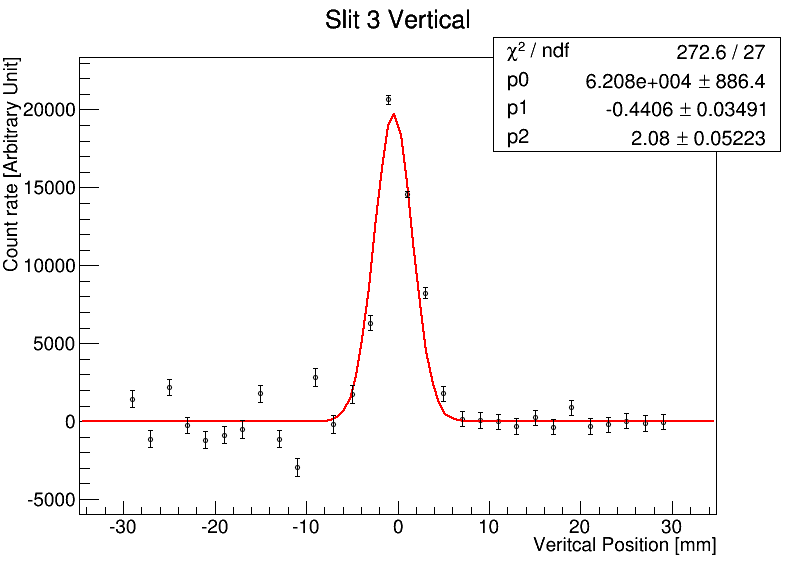 Slit 3 Vertical
χ² / ndf 272.6 / 27
p0 6.208e+004 ± 886.4
p1 -0.4406 ± 0.03491
p2 2.08 ± 0.05223
Count rate [Arbitrary Unit]
20000
15000
10000
5000
0
-5000
-30 -20 -10 0 10 20 30
Veritcal Position [mm]